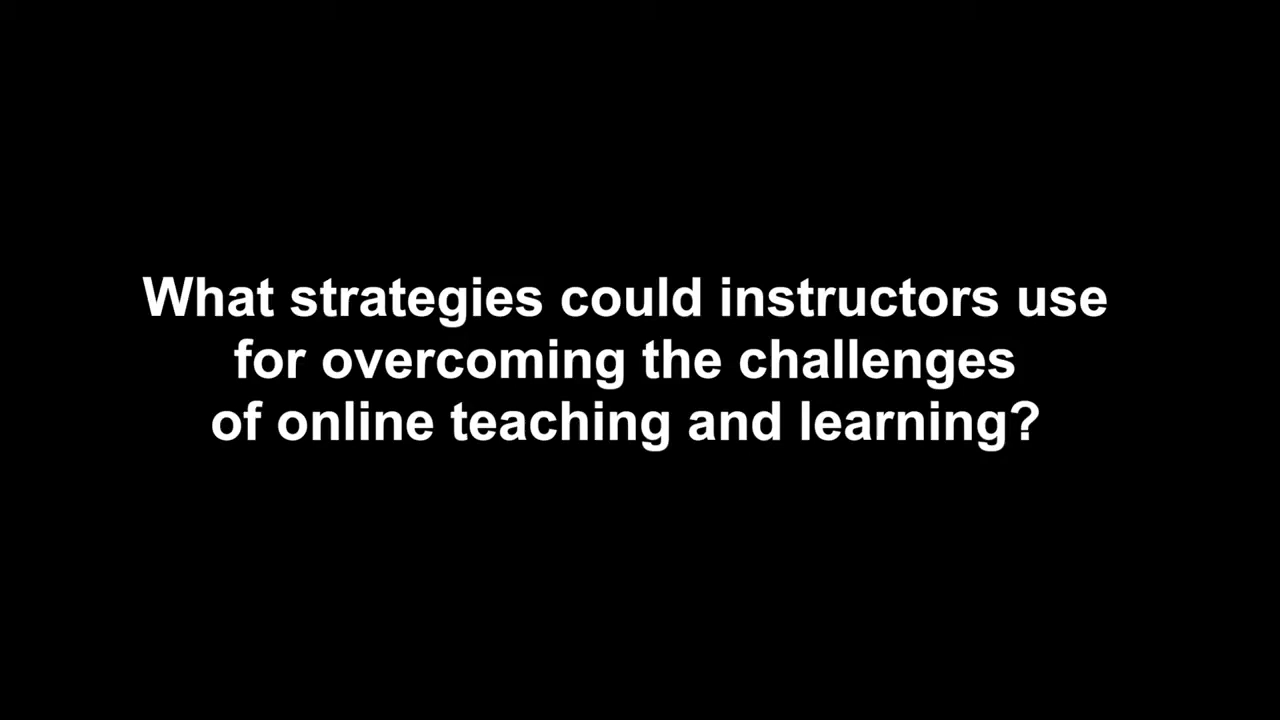 What strategies could instructors use
for overcoming the challenges
of online teaching and learning?